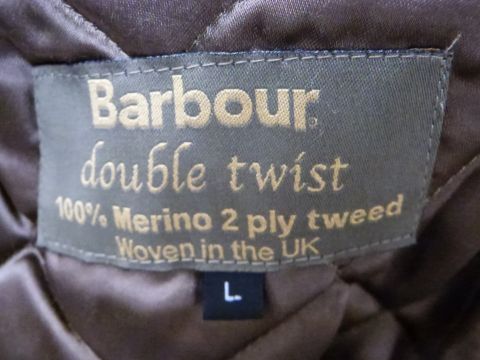 Barbour
double twist
100% Merino 2 ply tweed
Woven in the UK
L